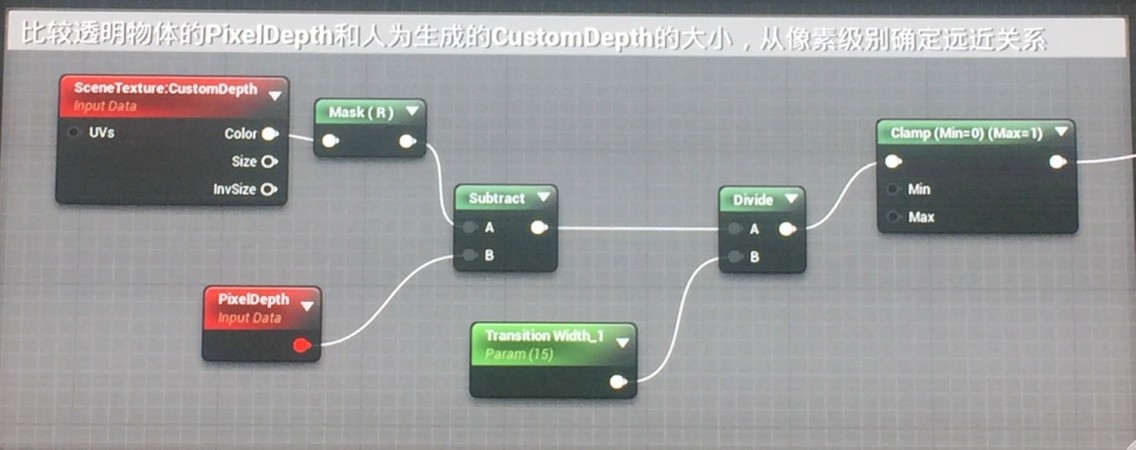 比较透明物体的PixelDepth和人为生成的CustomDepth的大小，从像素级别确定远近关系
SceneTexture:CustomDepth
Input Data
UVs
Color
Size
InvSize
Mask ( R )
Subtract
A
B
PixelDepth
Input Data
Transition Width_1
Param (15)
Divide
A
B
Clamp (Min=0) (Max=1)
Min
Max